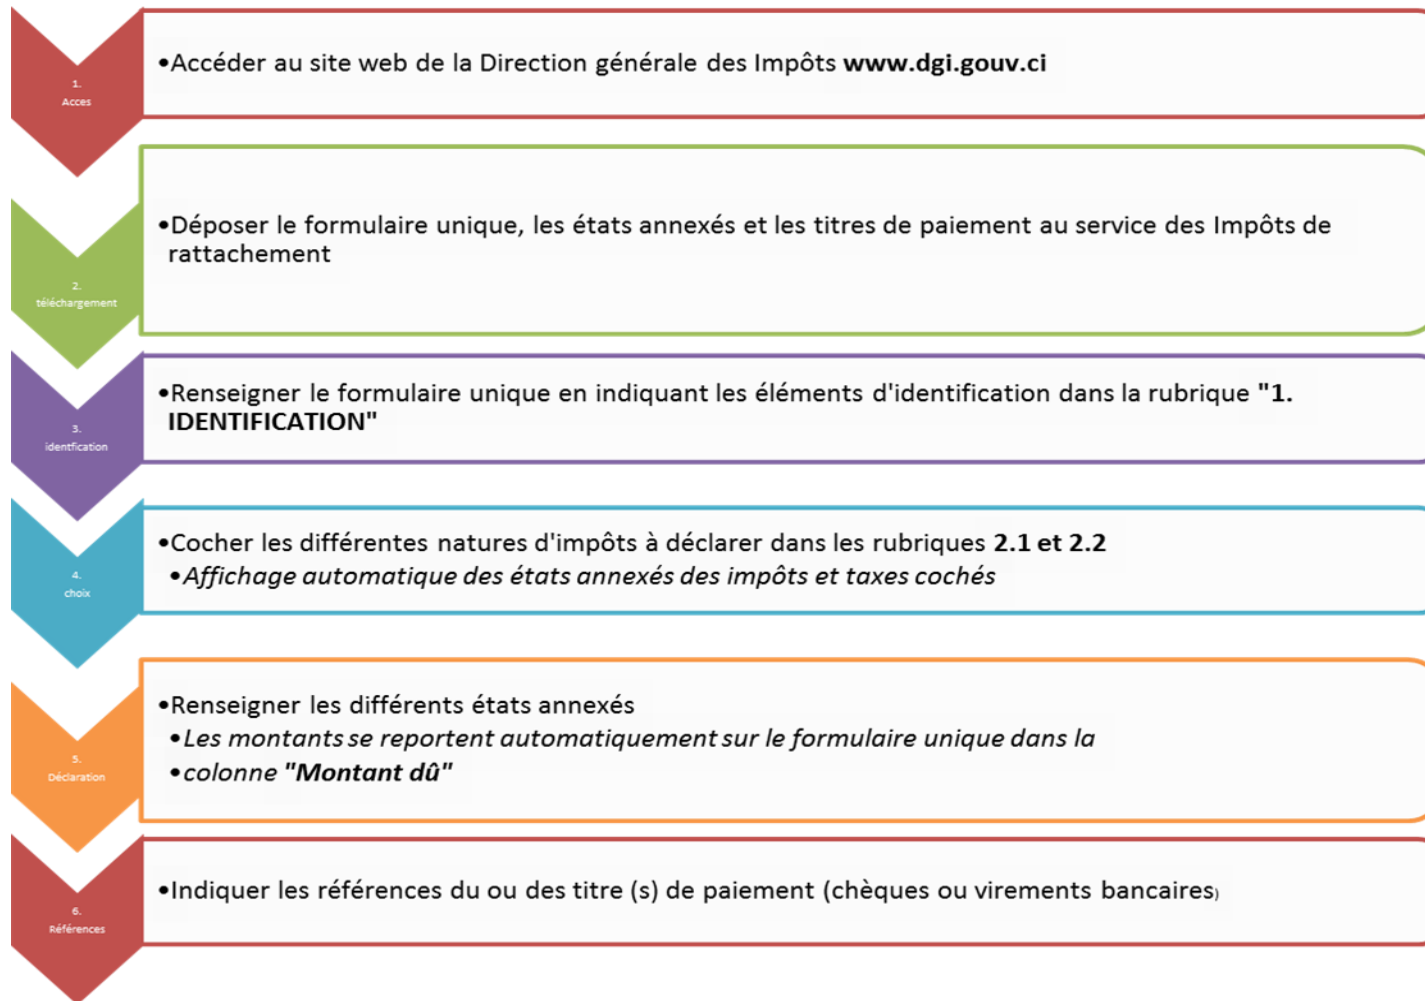 1.
Acces
•Accéder au site web de la Direction générale des Impôts www.dgi.gouv.ci
2.
téléchargement
•Déposer le formulaire unique, les états annexés et les titres de paiement au service des Impôts de
rattachement
3.
identfication
•Renseigner le formulaire unique en indiquant les éléments d'identification dans la rubrique "1.
IDENTIFICATION"
4.
choix
•Cocher les différentes natures d'impôts à déclarer dans les rubriques 2.1 et 2.2
•Affichage automatique des états annexés des impôts et taxes cochés
5.
Déclaration
•Renseigner les différents états annexés
•Les montants se reportent automatiquement sur le formulaire unique dans la
•colonne "Montant dû"
6.
Références
•Indiquer les références du ou des titre (s) de paiement (chèques ou virements bancaires)